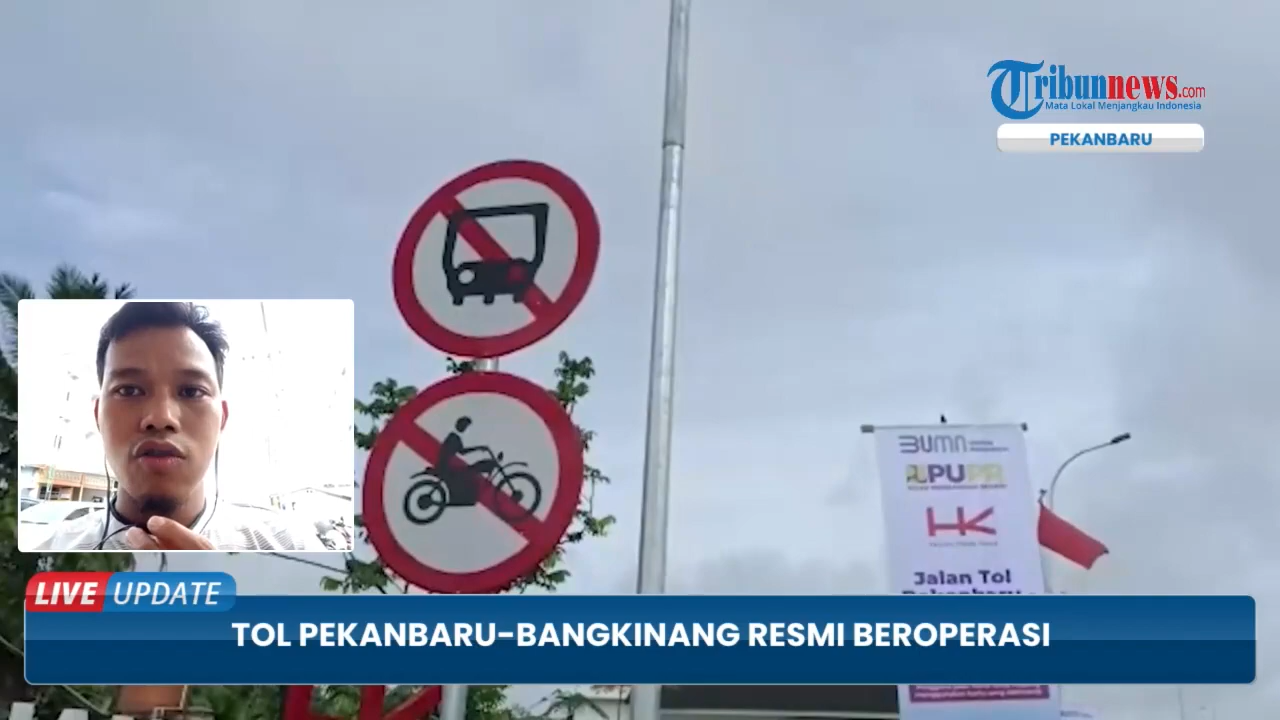 Tribunnews.com
Mata Lokal Menjangkau Indonesia
PEKANBARU
BUMN
PUPR
HK
Jalan Tol
Pekanbaru -
LIVE UPDATE
TOL PEKANBARU-BANGKINANG RESMI BEROPERASI